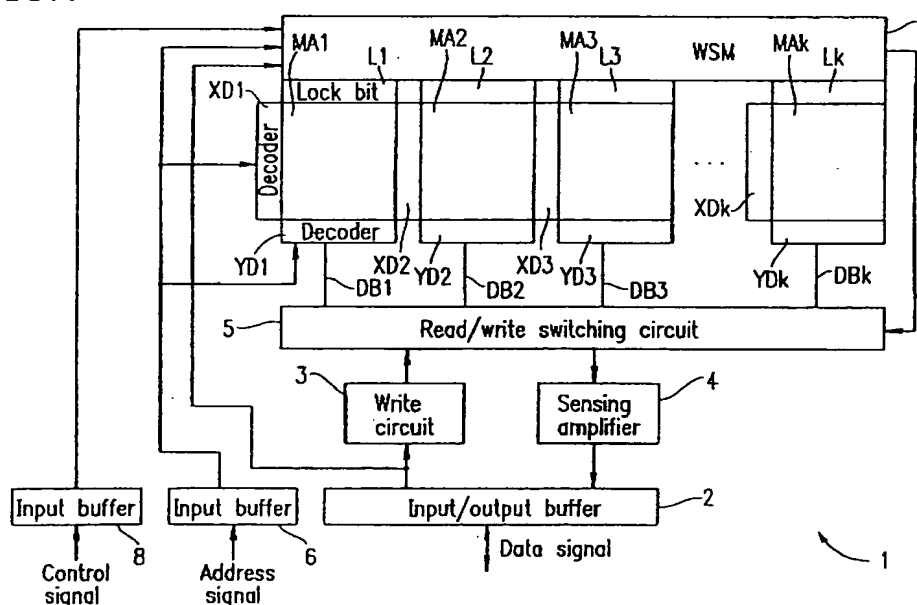 MA1
L1
MA2
L2
MA3
L3
WSM
MAk
Lk
XD1
Lock bit
Decoder
...
XDk
Decoder
YD1
XD2
YD2
XD3
YD3
YDk
DB1
DB2
DB3
DBk
5
Read/write switching circuit
3
4
Write
circuit
Sensing
amplifier
Input buffer
Input buffer
Input/output buffer
2
8
6
Control
signal
Address
signal
Data signal
1